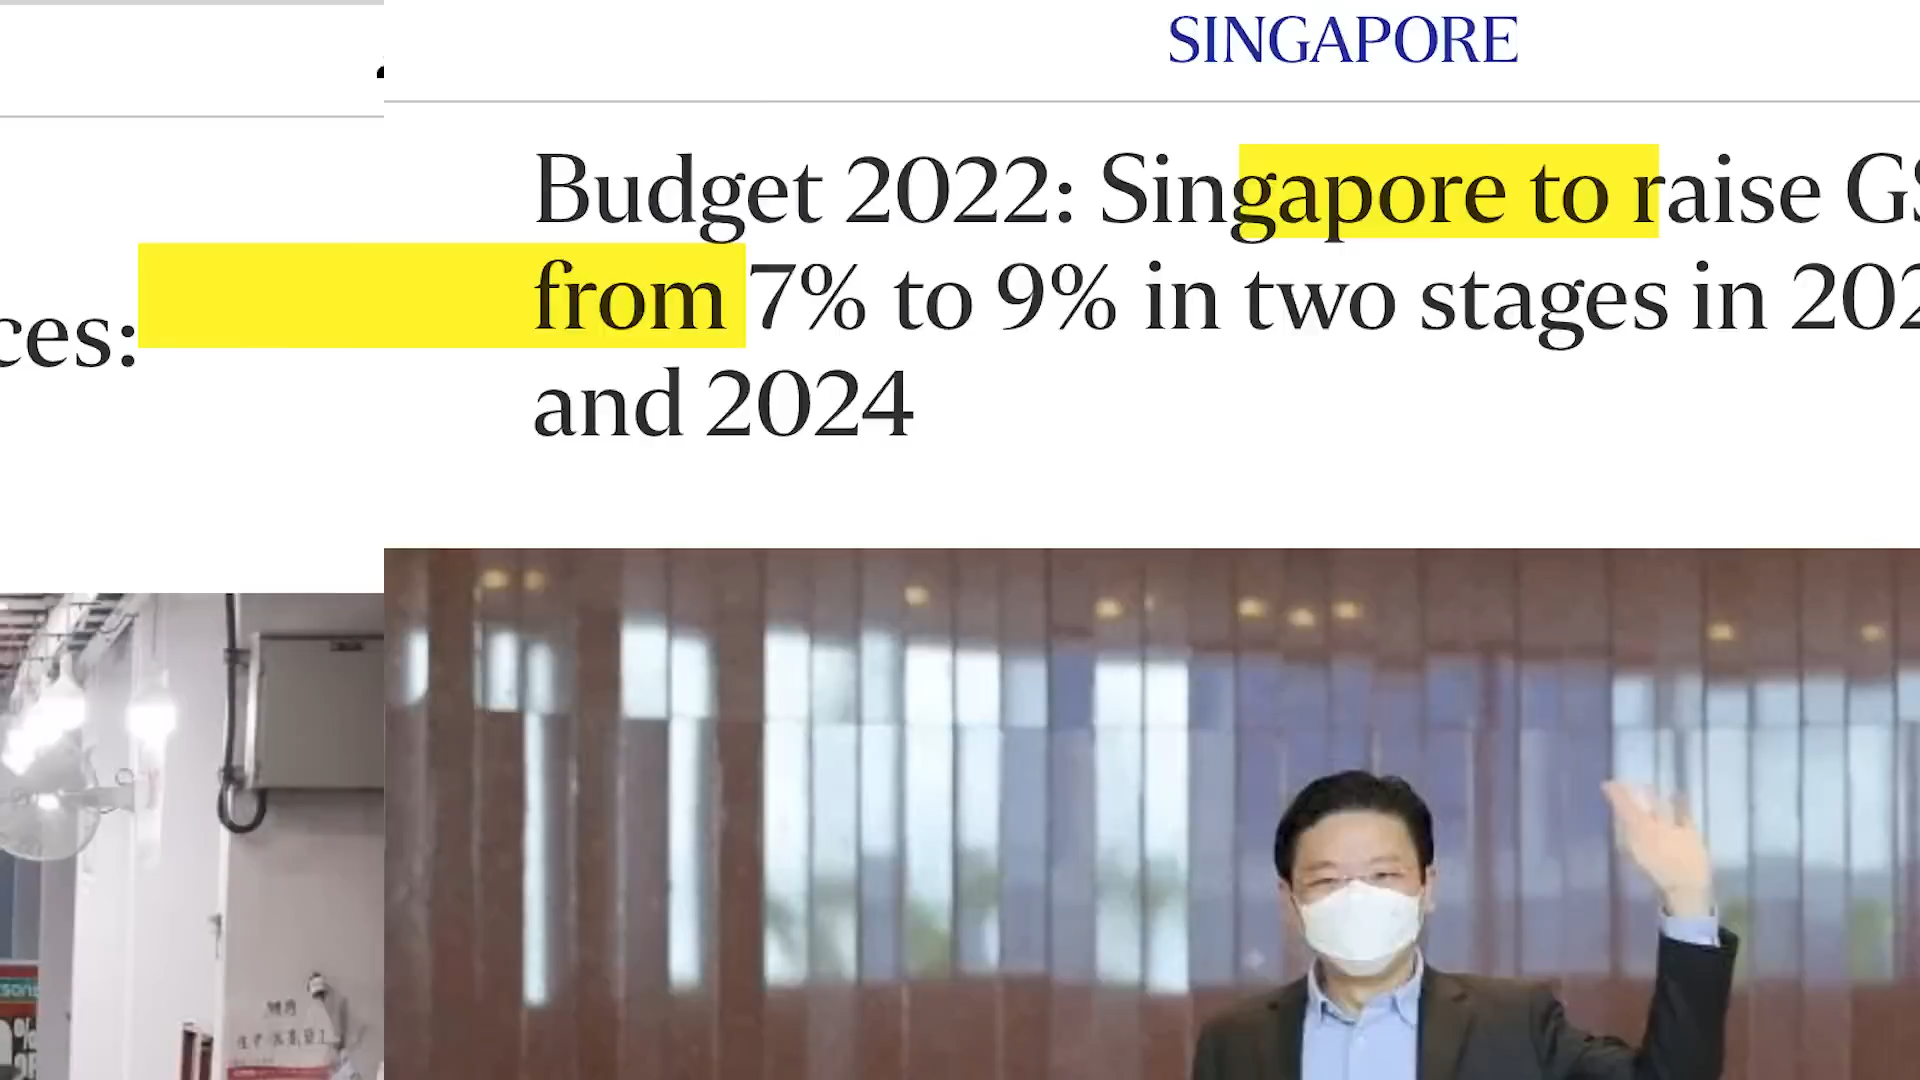 SINGAPORE
Budget 2022: Singapore to raise GS
from 7% to 9% in two stages in 202
and 2024
ces: